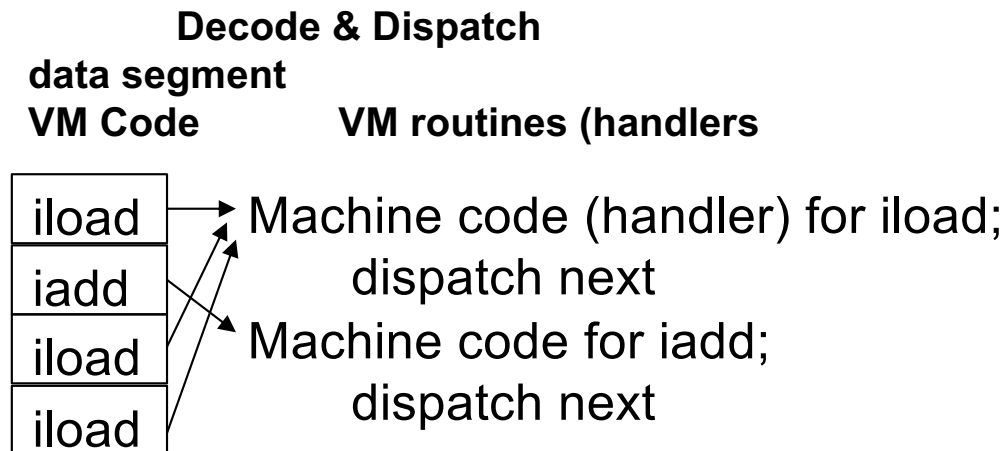 Decode & Dispatch
data segment
VM Code VM routines (handlers
iload Machine code (handler) for iload;
dispatch next
iadd
Machine code for iadd;
iload
dispatch next
iload